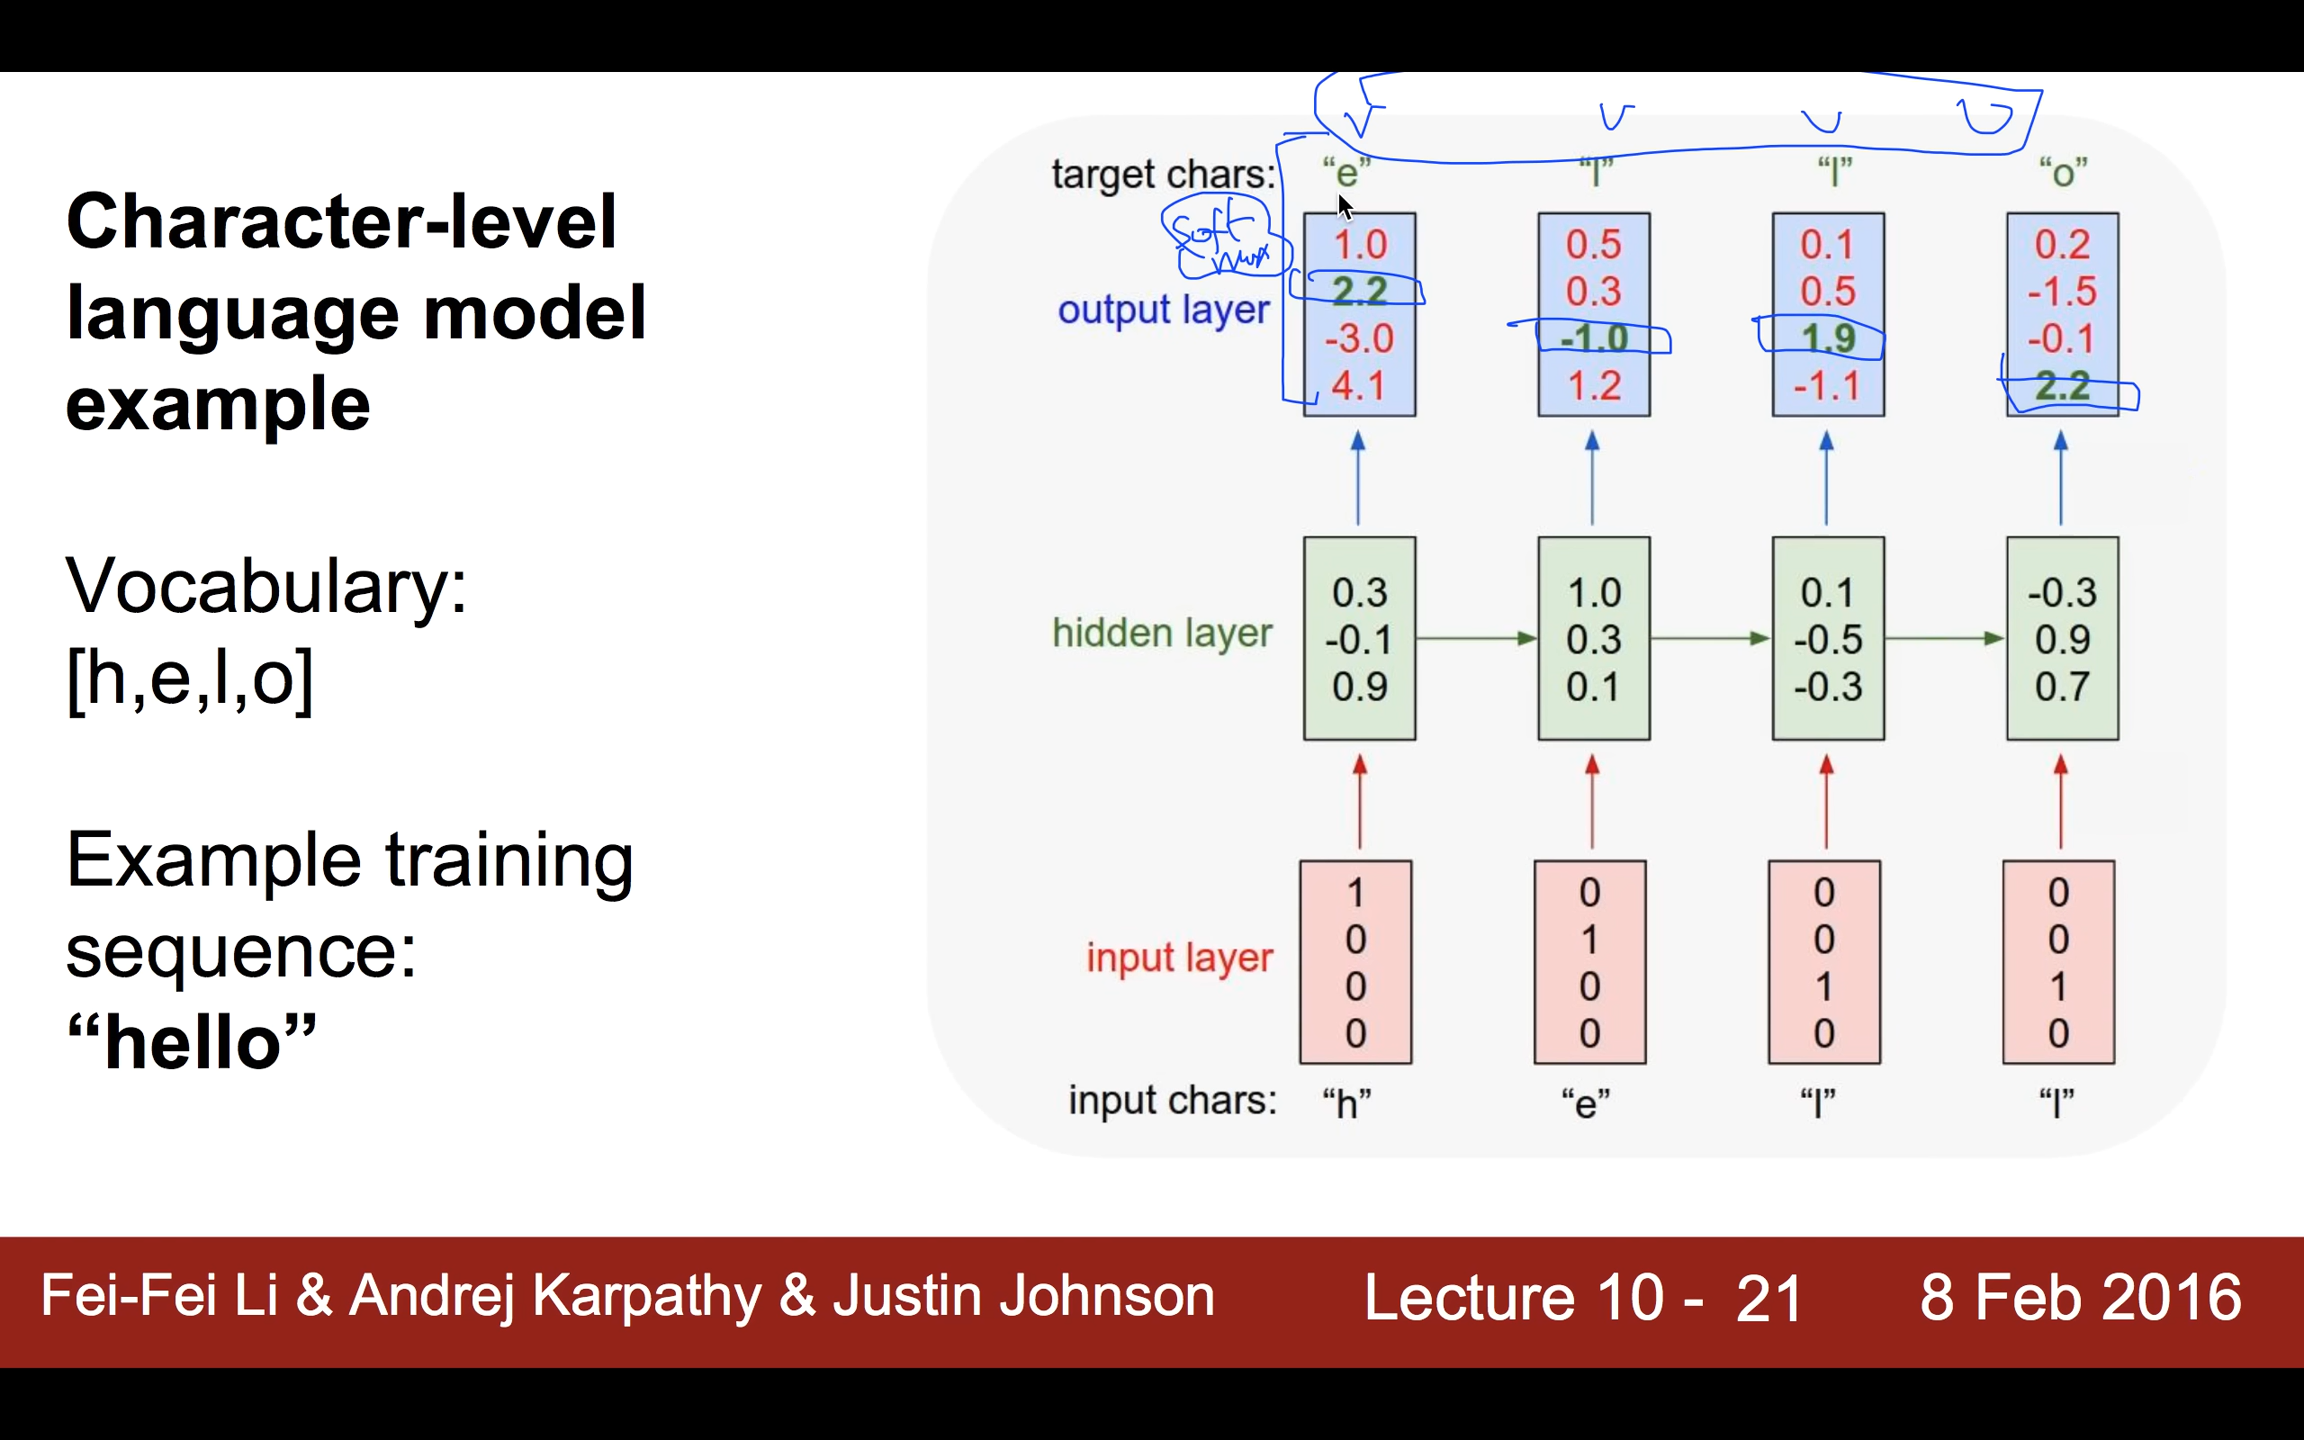 Character-level
language model
example
Vocabulary:
[h,e,l,o]
Example training
sequence:
“hello”
target chars: “e” “l” “l” “o”
soft
max
output layer
1.0 0.5 0.1 0.2
2.2 0.3 0.5 -1.5
-3.0 -1.0 1.9 -0.1
4.1 1.2 -1.1 2.2
hidden layer
0.3 1.0 0.1 -0.3
-0.1 0.3 -0.5 0.9
0.9 0.1 -0.3 0.7
input layer
1 0 0 0
0 1 0 0
0 0 1 1
0 0 0 0
input chars: “h” “e” “l” “l”
Fei-Fei Li & Andrej Karpathy & Justin Johnson Lecture 10 - 21 8 Feb 2016